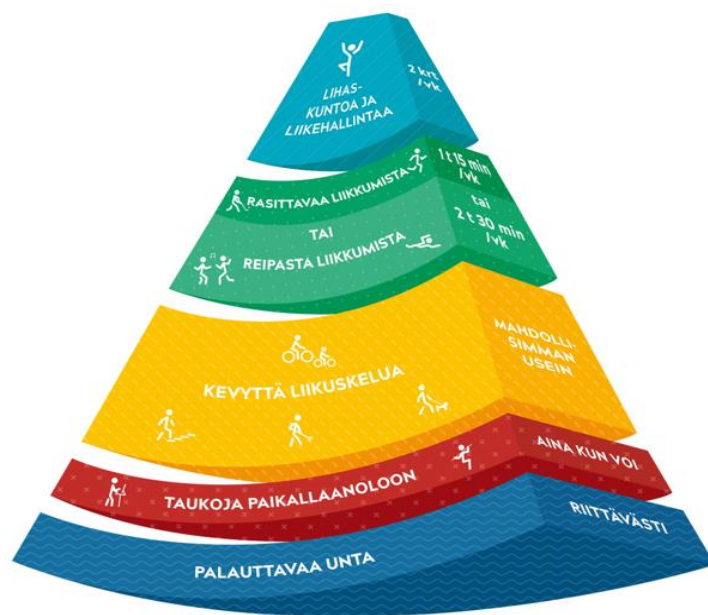 LIHAS-
KUNTOA JA
LIIKEHALLINTAA
2 krt
/vk
RASITTAVAA LIIKKUMISTA
1 t 15 min
/vk
TAI
REIPASTA LIIKKUMISTA
tai
2 t 30 min
/vk
KEVYTTÄ LIIKUSKELUA
MAHDOLLI-
SIMMAN
USEIN
TAUKOJA PAIKALLAANOLOON
AINA KUN VOI
PALAUTTAVAA UNTA
RIITTÄVÄSTI